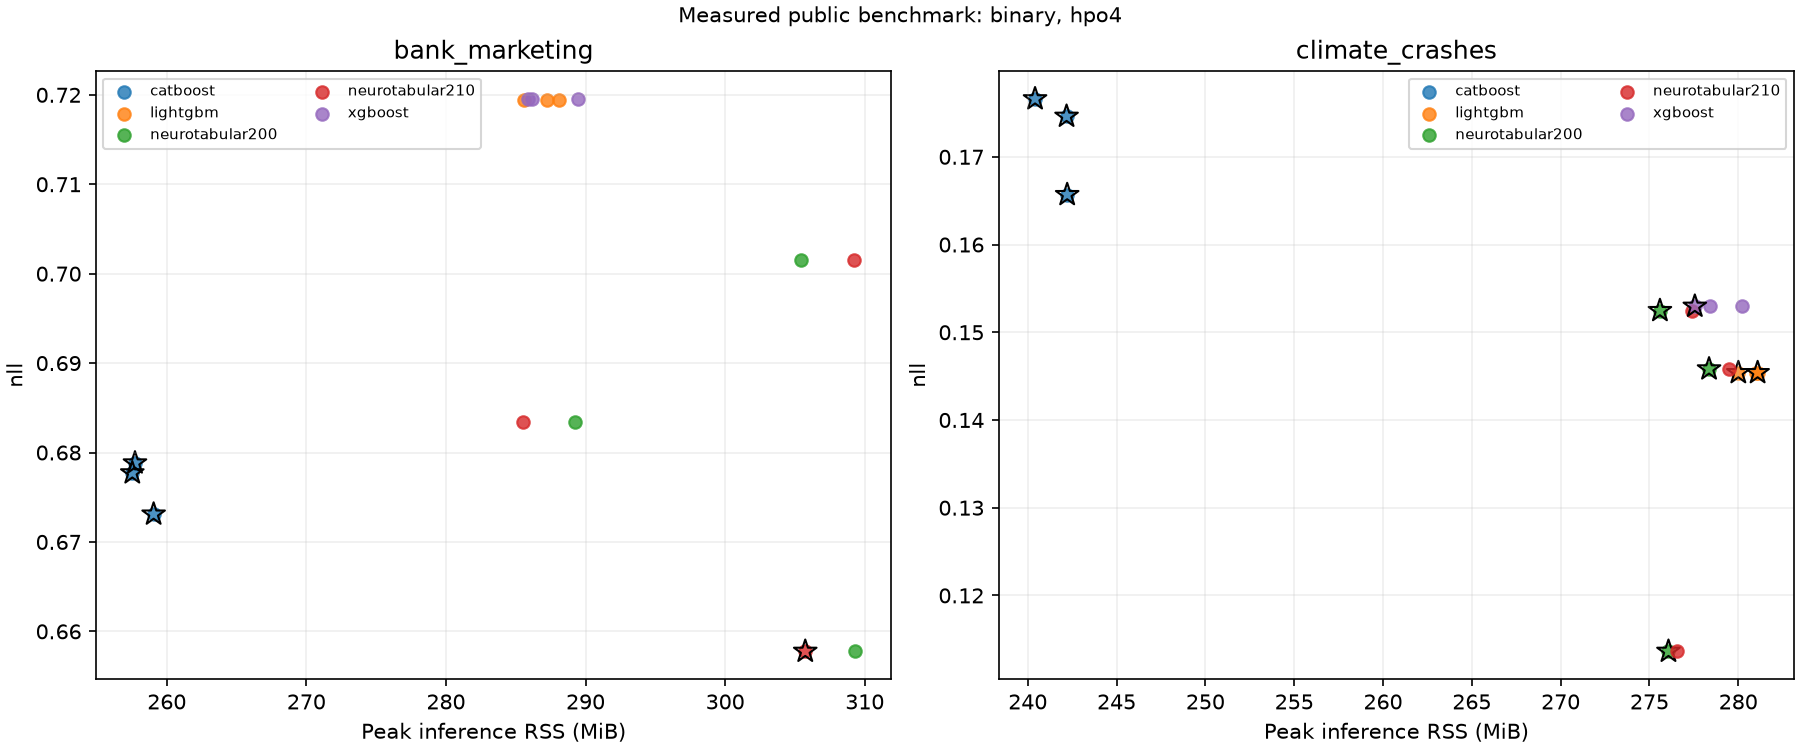 Measured public benchmark: binary, hpo4
bank_marketing
catboost
lightgbm
neurotabular200
neurotabular210
xgboost
nll
0.72
0.71
0.70
0.69
0.68
0.67
0.66
260 270 280 290 300 310
Peak inference RSS (MiB)
climate_crashes
catboost
lightgbm
neurotabular200
neurotabular210
xgboost
nll
0.17
0.16
0.15
0.14
0.13
0.12
240 245 250 255 260 265 270 275 280
Peak inference RSS (MiB)